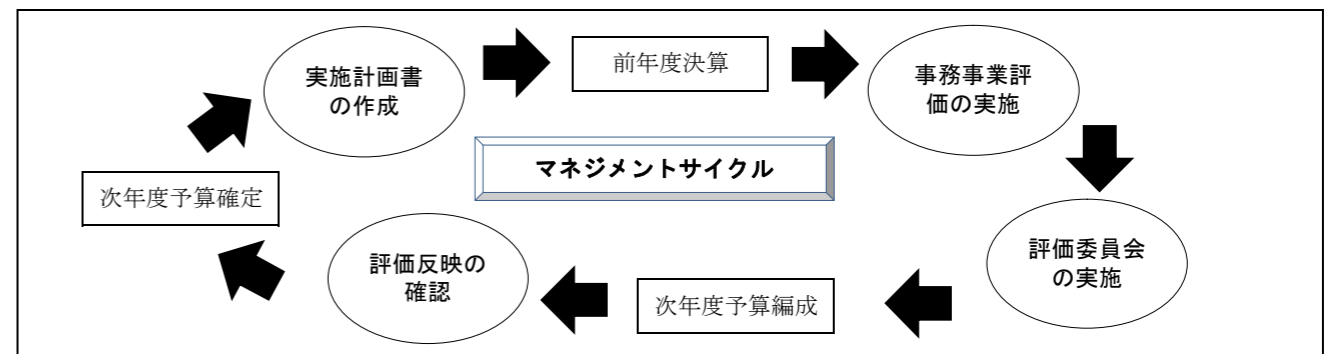 実施計画書
の作成
前年度決算
事務事業評
価の実施
マネジメントサイクル
次年度予算確定
評価反映の
確認
次年度予算編成
評価委員会
の実施